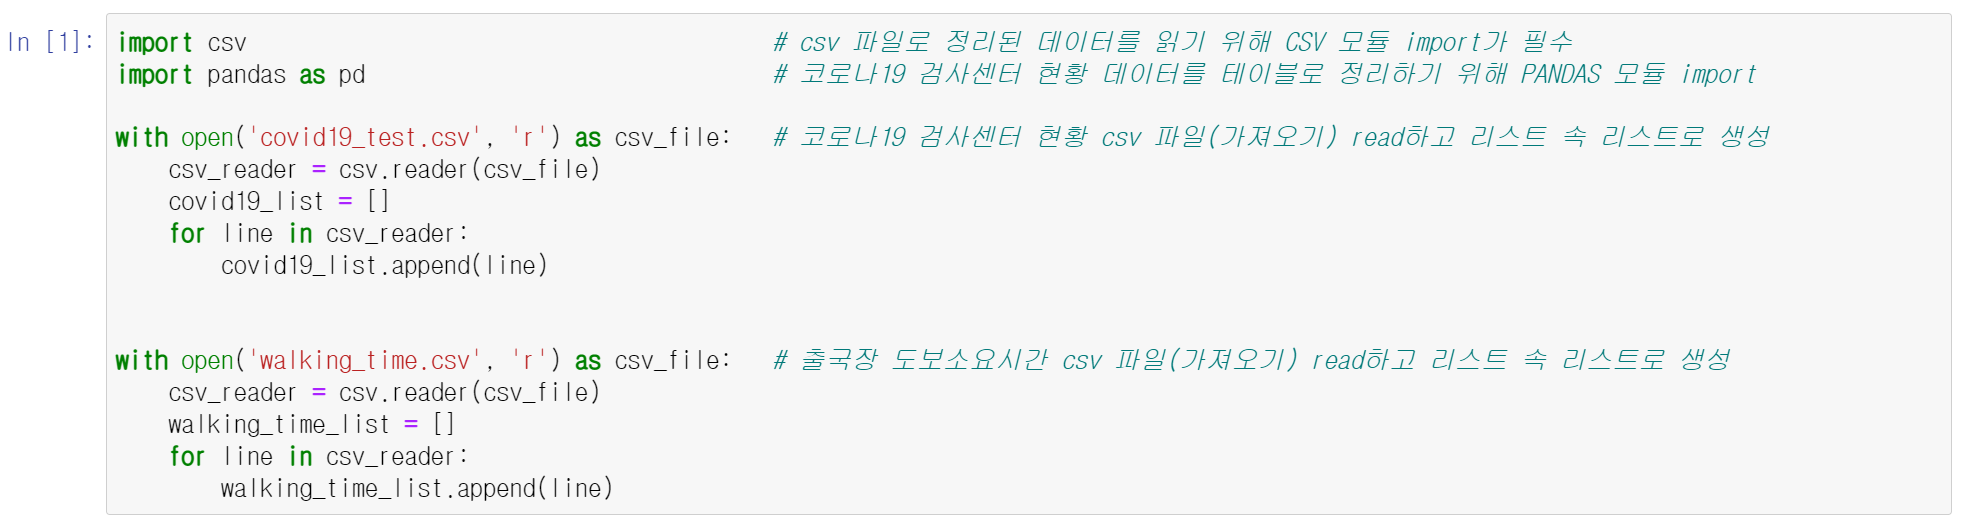 In [1]: import csv # csv 파일로 정리된 데이터를 읽기 위해 CSV 모듈 import가 필수
import pandas as pd # 코로나19 검사센터 현황 데이터를 테이블로 정리하기 위해 PANDAS 모듈 import
with open('covid19_test.csv', 'r') as csv_file: # 코로나19 검사센터 현황 csv 파일(가져오기) read하고 리스트 속 리스트로 생성
    csv_reader = csv.reader(csv_file)
    covid19_list = []
    for line in csv_reader:
        covid19_list.append(line)
with open('walking_time.csv', 'r') as csv_file: # 출국장 도보소요시간 csv 파일(가져오기) read하고 리스트 속 리스트로 생성
    csv_reader = csv.reader(csv_file)
    walking_time_list = []
    for line in csv_reader:
        walking_time_list.append(line)